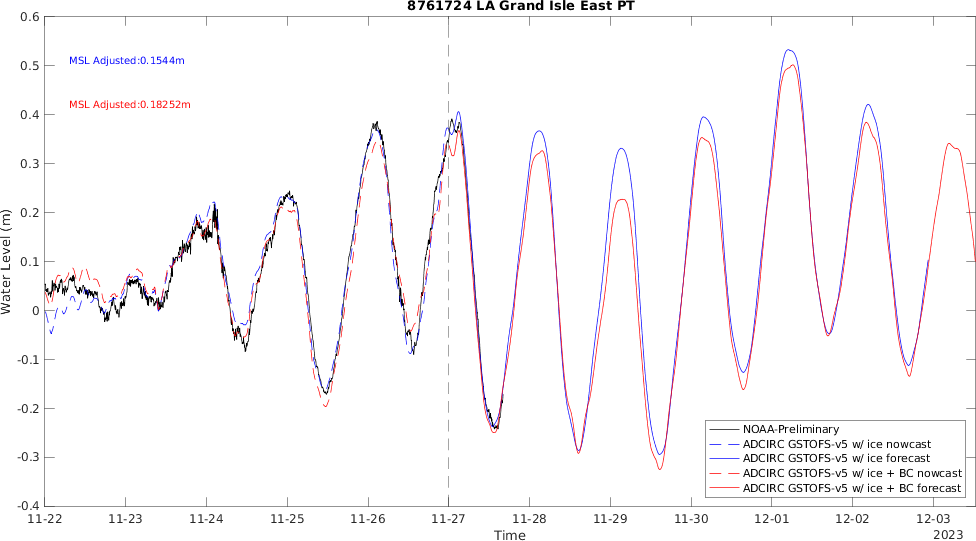 8761724 LA Grand Isle East PT
MSL Adjusted:0.1544m
MSL Adjusted:0.18252m
Water Level (m)
0.6
0.5
0.4
0.3
0.2
0.1
0
-0.1
-0.2
-0.3
-0.4
NOAA-Preliminary
ADCIRC GSTOFS-v5 w/ ice nowcast
ADCIRC GSTOFS-v5 w/ ice forecast
ADCIRC GSTOFS-v5 w/ ice + BC nowcast
ADCIRC GSTOFS-v5 w/ ice + BC forecast
11-22 11-23 11-24 11-25 11-26 11-27 11-28 11-29 11-30 12-01 12-02 12-03
Time
2023